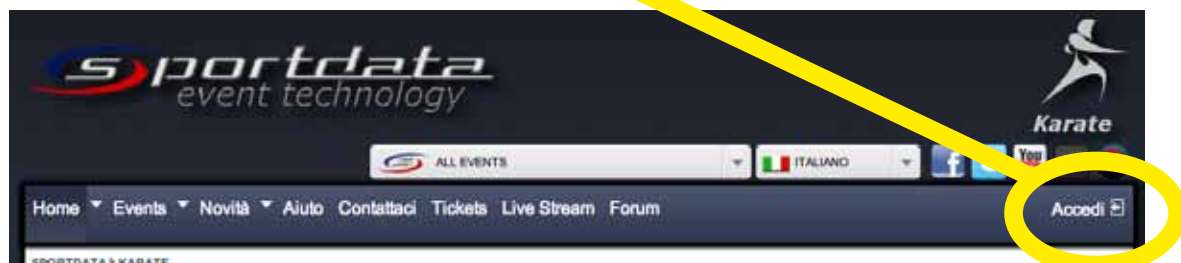 sportdata
event technology
Karate
ALL EVENTS
ITALIANO
You
Home Events Novità Aiuto Contattaci Tickets Live Stream Forum
Accedi
SPORTDATA > KARATE